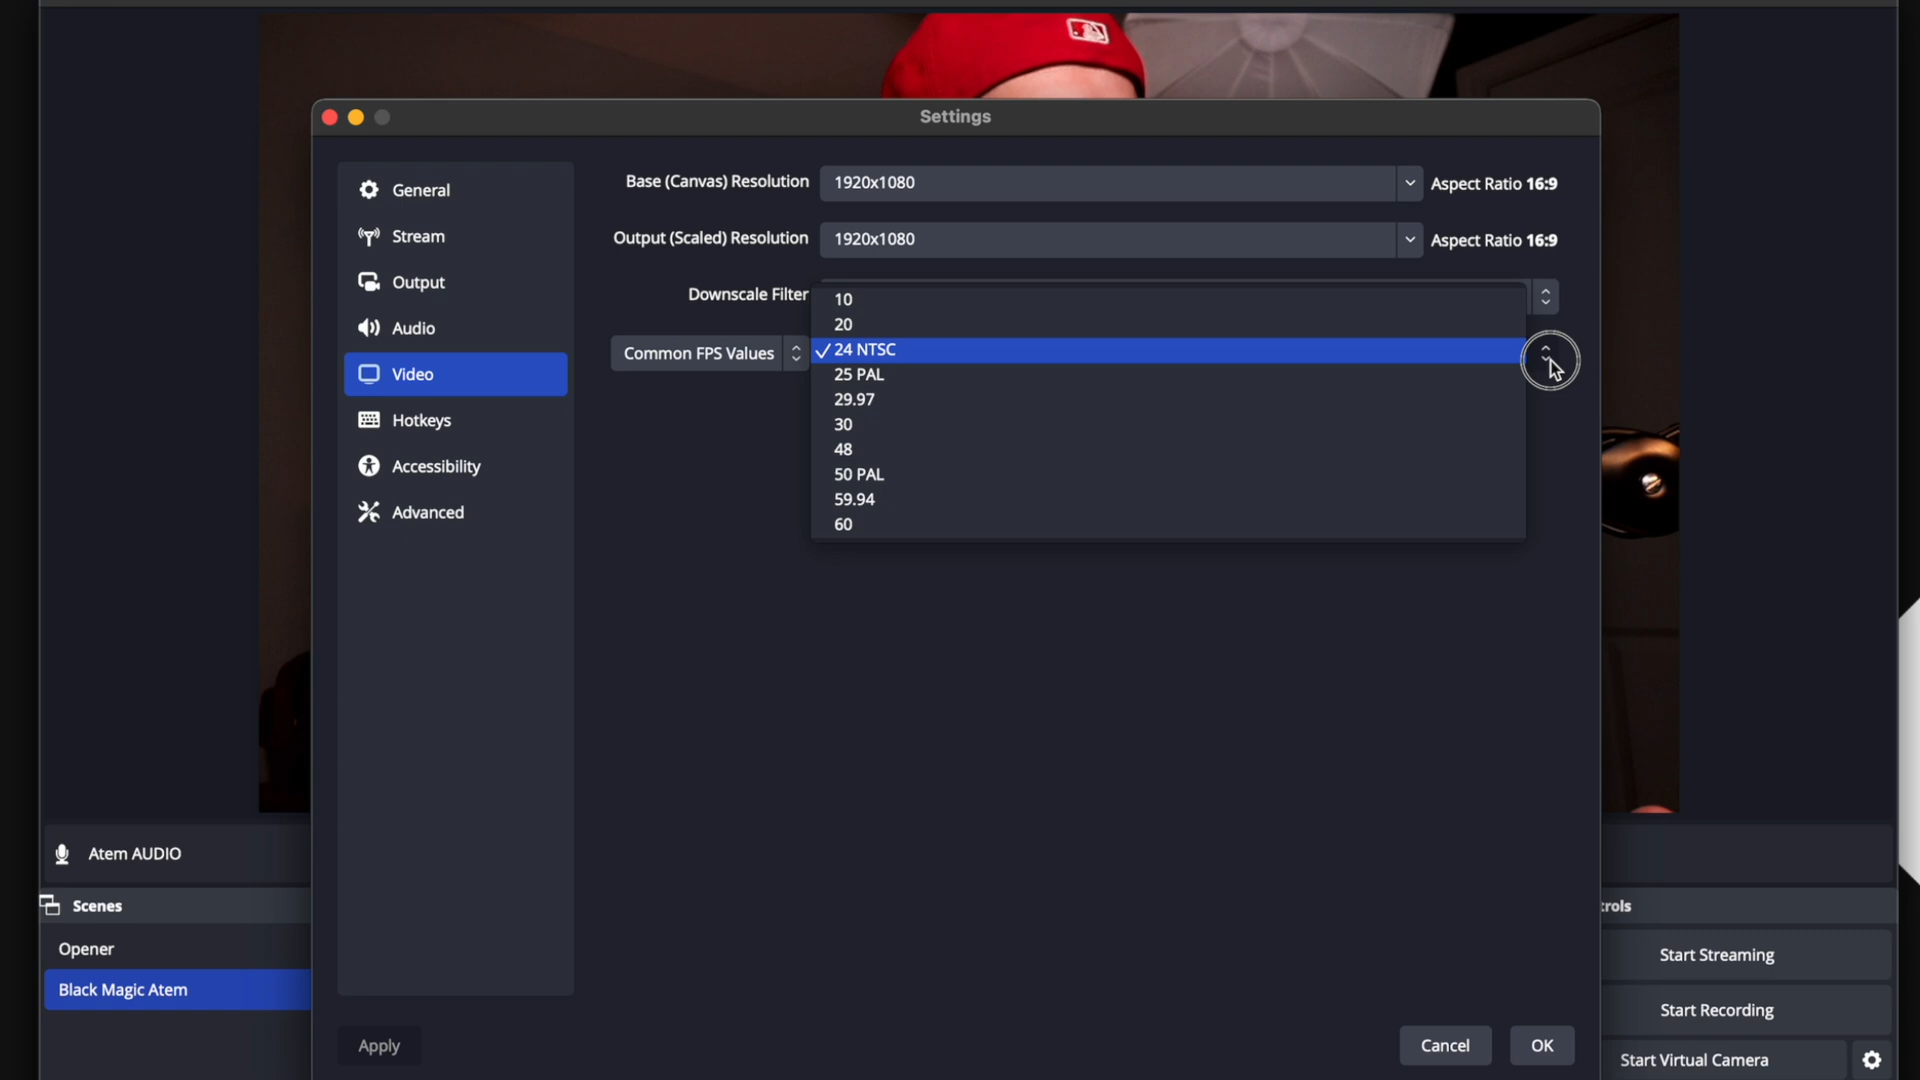 Settings
General
Stream
Output
Audio
Video
Hotkeys
Accessibility
Advanced
Base (Canvas) Resolution 1920x1080 Aspect Ratio 16:9
Output (Scaled) Resolution 1920x1080 Aspect Ratio 16:9
Downscale Filter
Common FPS Values
10
20
24 NTSC
25 PAL
29.97
30
48
50 PAL
59.94
60
Apply
Cancel
OK
Atem AUDIO
Scenes
Opener
Black Magic Atem
trols
Start Streaming
Start Recording
Start Virtual Camera